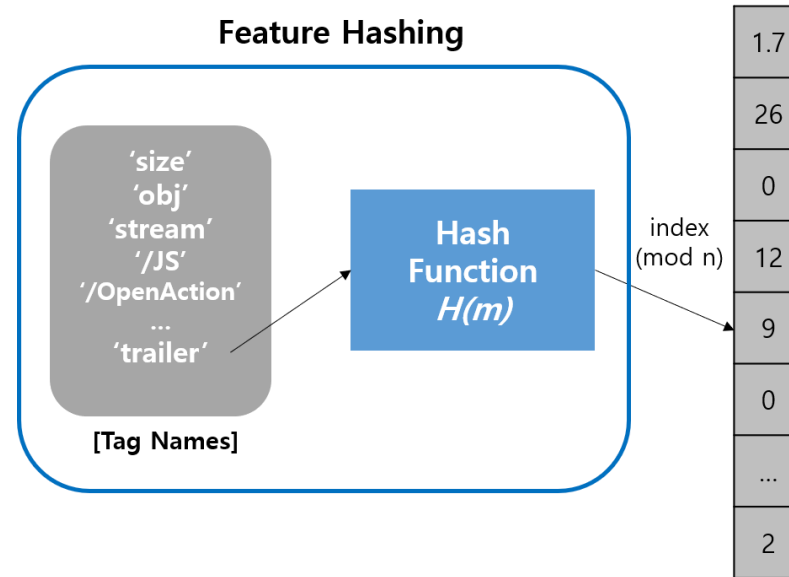 Feature Hashing
‘size’
‘obj’
‘stream’
‘/JS’
‘/OpenAction’
...
‘trailer’
[Tag Names]
Hash
Function
H(m)
index
(mod n)
1.7
26
0
12
9
0
...
2